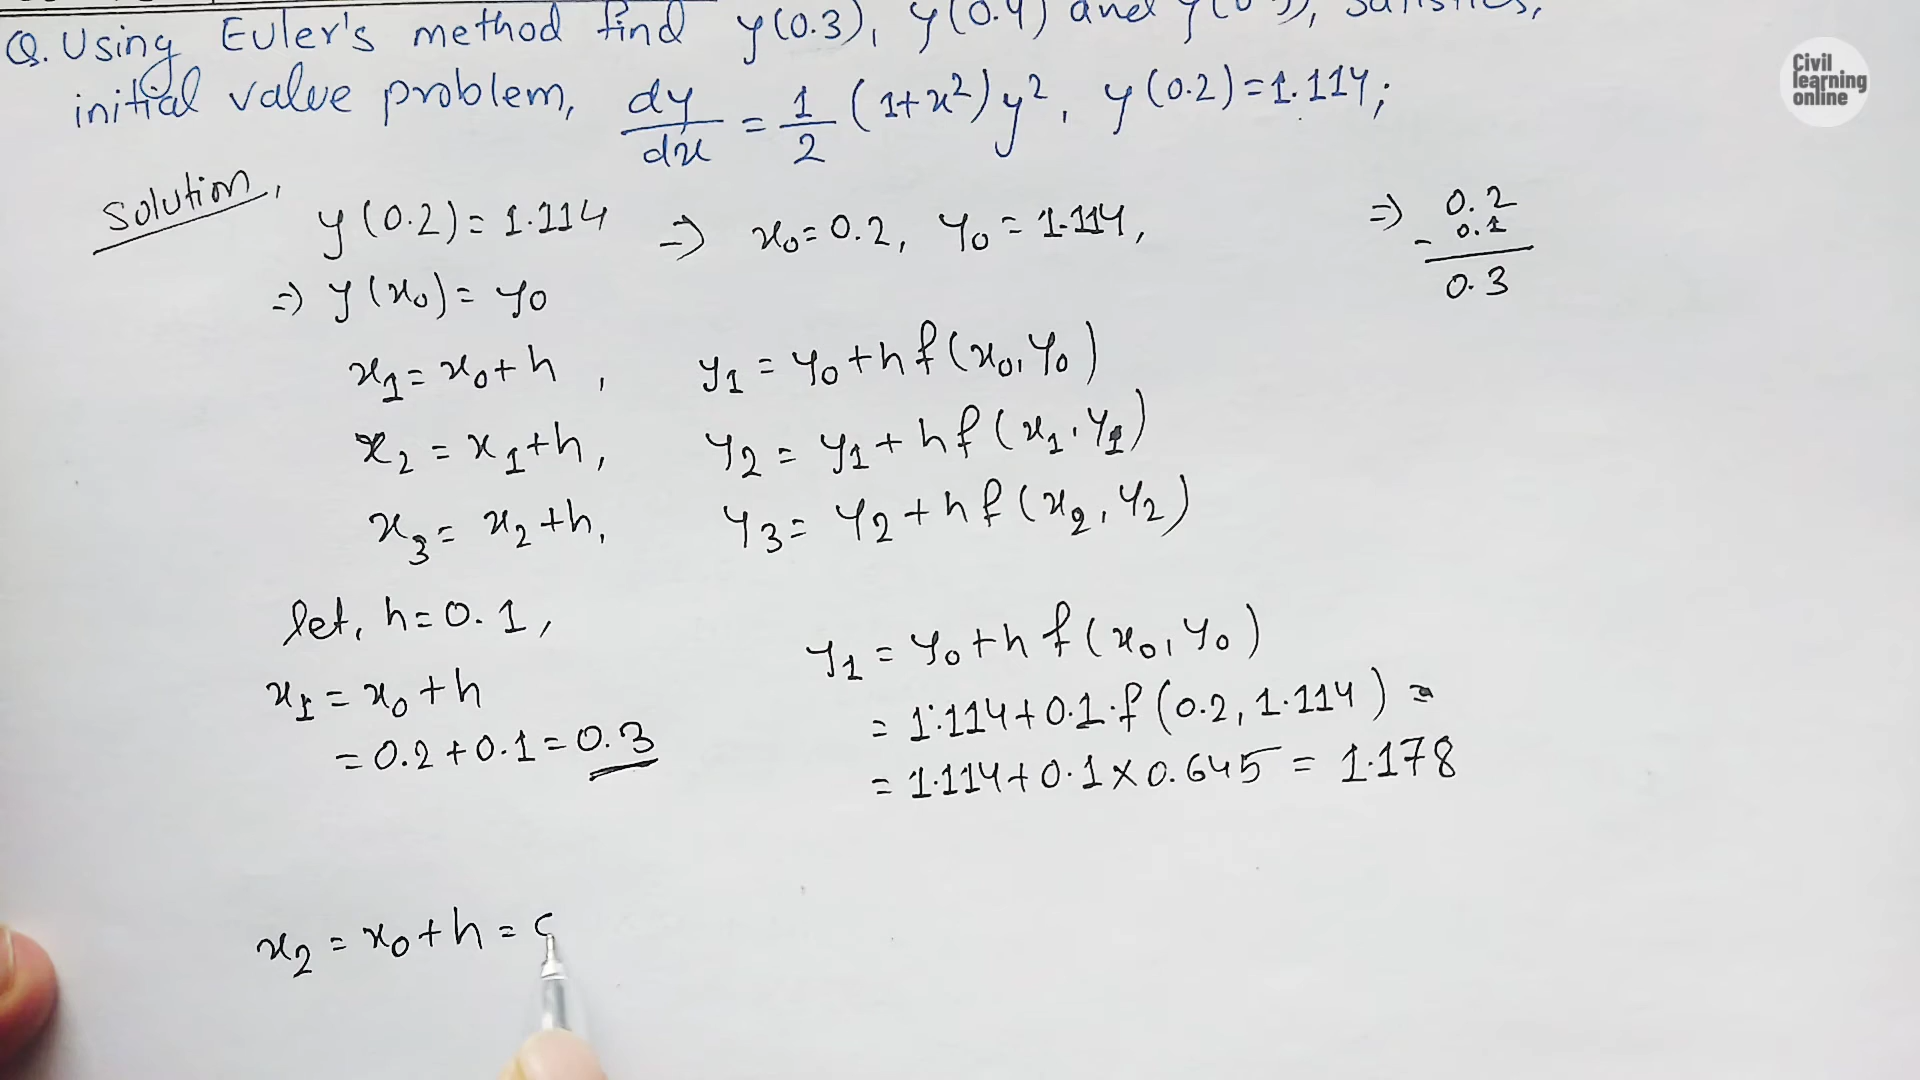 Q. Using Euler's method find y(0.3), y(0.4) and
initial value problem, dy/dx = 1/2 (1+x²) y², y(0.2)=1.114;
Civil
learning
online
Solution,
y(0.2) = 1.114 ⇒ x₀ = 0.2, y₀ = 1.114,
⇒ y(x₀) = y₀
⇒ 0.2
- 0.1
0.3
x₁ = x₀ + h , y₁ = y₀ + h f(x₀, y₀)
x₂ = x₁ + h, y₂ = y₁ + h f(x₁, y₁)
x₃ = x₂ + h, y₃ = y₂ + h f(x₂, y₂)
let, h = 0.1,
x₁ = x₀ + h
= 0.2 + 0.1 = 0.3
y₁ = y₀ + h f(x₀, y₀)
= 1.114 + 0.1·f(0.2, 1.114) =
= 1.114 + 0.1 × 0.645 = 1.178
x₂ = x₀ + h =